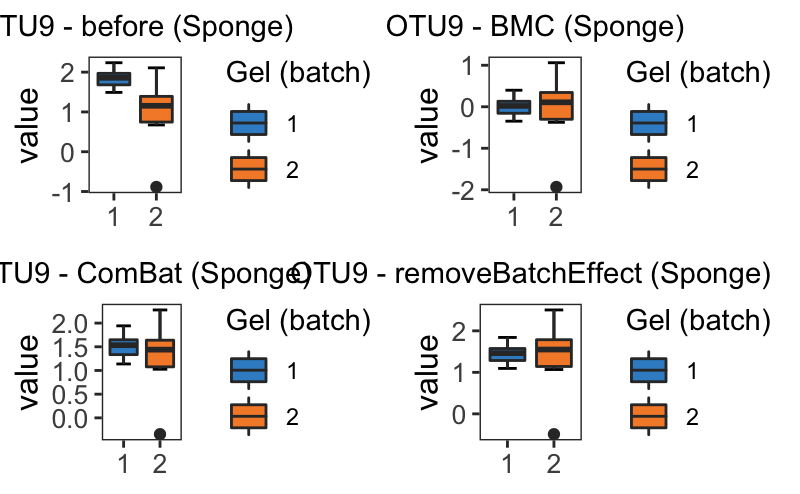 TU9 - before (Sponge)
value
2
1
0
-1
1 2
Gel (batch)
1
2
OTU9 - BMC (Sponge)
value
1
0
-1
-2
1 2
Gel (batch)
1
2
TU9 - ComBat (Sponge)
value
2.0
1.5
1.0
0.5
0.0
1 2
Gel (batch)
1
2
OTU9 - removeBatchEffect (Sponge)
value
2
1
0
1 2
Gel (batch)
1
2